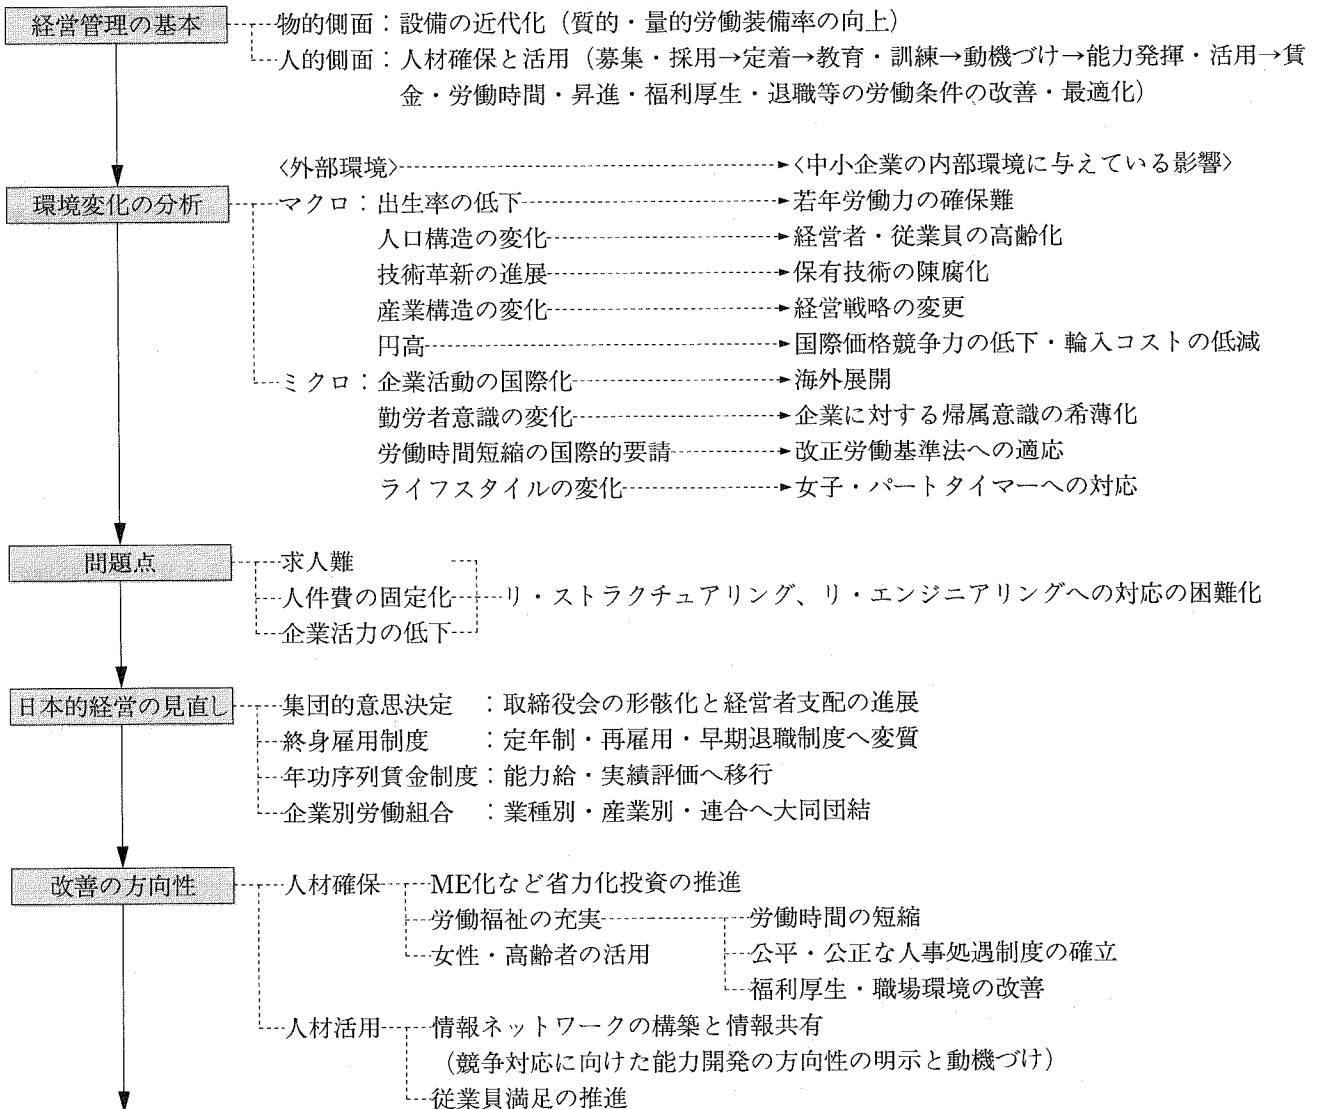 経営管理の基本 物的側面：設備の近代化（質的・量的労働装備率の向上）
人的側面：人材確保と活用（募集・採用→定着→教育・訓練→動機づけ→能力発揮・活用→賃
金・労働時間・昇進・福利厚生・退職等の労働条件の改善・最適化）
〈外部環境〉 〈中小企業の内部環境に与えている影響〉
環境変化の分析 マクロ：出生率の低下 若年労働力の確保難
人口構造の変化 経営者・従業員の高齢化
技術革新の進展 保有技術の陳腐化
産業構造の変化 経営戦略の変更
円高 国際価格競争力の低下・輸入コストの低減
ミクロ：企業活動の国際化 海外展開
勤労者意識の変化 企業に対する帰属意識の希薄化
労働時間短縮の国際的要請 改正労働基準法への適応
ライフスタイルの変化 女子・パートタイマーへの対応
問題点 求人難
人件費の固定化 リ・ストラクチュアリング、リ・エンジニアリングへの対応の困難化
企業活力の低下
日本的経営の見直し 集団的意思決定 ：取締役会の形骸化と経営者支配の進展
終身雇用制度 ：定年制・再雇用・早期退職制度へ変質
年功序列賃金制度：能力給・実績評価へ移行
企業別労働組合 ：業種別・産業別・連合へ大同団結
改善の方向性 人材確保 ME化など省力化投資の推進
労働福祉の充実 労働時間の短縮
女性・高齢者の活用 公平・公正な人事処遇制度の確立
福利厚生・職場環境の改善
人材活用 情報ネットワークの構築と情報共有
（競争対応に向けた能力開発の方向性の明示と動機づけ）
従業員満足の推進